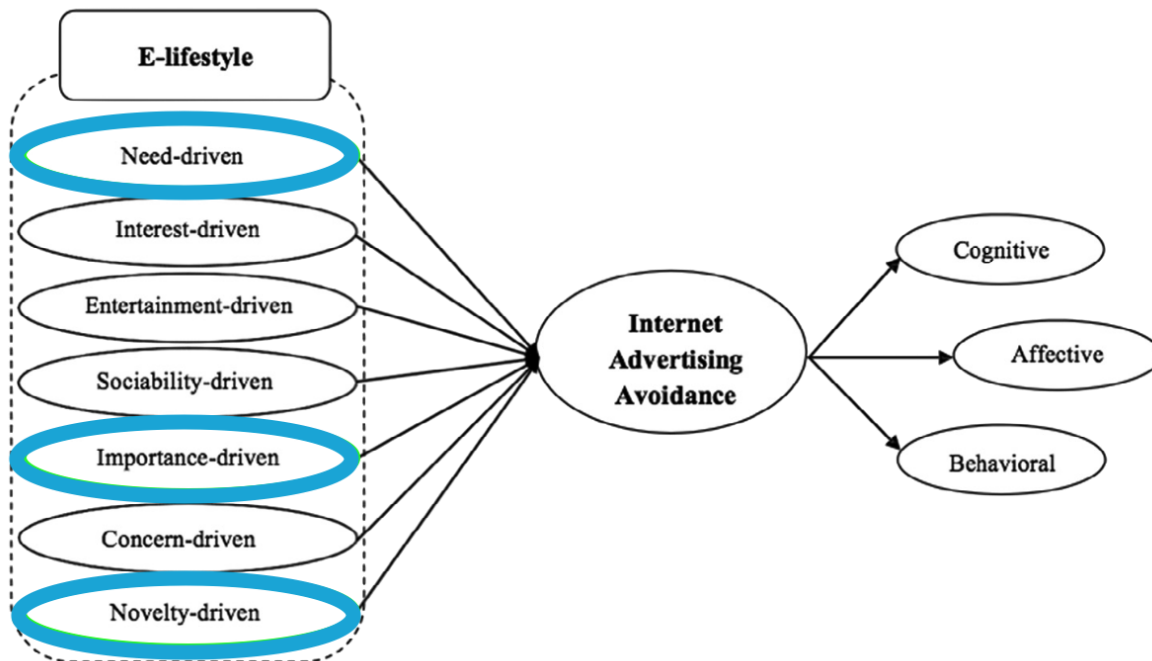 E-lifestyle
Need-driven
Interest-driven
Entertainment-driven
Sociability-driven
Importance-driven
Concern-driven
Novelty-driven
Internet
Advertising
Avoidance
Cognitive
Affective
Behavioral